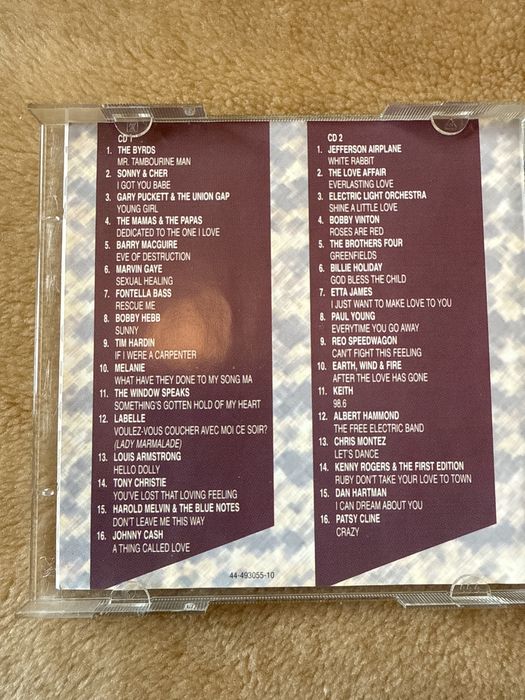 CD 1
1. THE BYRDS
MR. TAMBOURINE MAN
2. SONNY & CHER
I GOT YOU BABE
3. GARY PUCKETT & THE UNION GAP
YOUNG GIRL
4. THE MAMAS & THE PAPAS
DEDICATED TO THE ONE I LOVE
5. BARRY MACGUIRE
EVE OF DESTRUCTION
6. MARVIN GAYE
SEXUAL HEALING
7. FONTELLA BASS
RESCUE ME
8. BOBBY HEBB
SUNNY
9. TIM HARDIN
IF I WERE A CARPENTER
10. MELANIE
WHAT HAVE THEY DONE TO MY SONG MA
11. THE WINDOW SPEAKS
SOMETHING'S GOTTEN HOLD OF MY HEART
12. LABELLE
VOULEZ-VOUS COUCHER AVEC MOI CE SOIR?
(LADY MARMALADE)
13. LOUIS ARMSTRONG
HELLO DOLLY
14. TONY CHRISTIE
YOU'VE LOST THAT LOVING FEELING
15. HAROLD MELVIN & THE BLUE NOTES
DON'T LEAVE ME THIS WAY
16. JOHNNY CASH
A THING CALLED LOVE
CD 2
1. JEFFERSON AIRPLANE
WHITE RABBIT
2. THE LOVE AFFAIR
EVERLASTING LOVE
3. ELECTRIC LIGHT ORCHESTRA
SHINE A LITTLE LOVE
4. BOBBY VINTON
ROSES ARE RED
5. THE BROTHERS FOUR
GREENFIELDS
6. BILLIE HOLIDAY
GOD BLESS THE CHILD
7. ETTA JAMES
I JUST WANT TO MAKE LOVE TO YOU
8. PAUL YOUNG
EVERYTIME YOU GO AWAY
9. REO SPEEDWAGON
CAN'T FIGHT THIS FEELING
10. EARTH, WIND & FIRE
AFTER THE LOVE HAS GONE
11. KEITH
98.6
12. ALBERT HAMMOND
THE FREE ELECTRIC BAND
13. CHRIS MONTEZ
LET'S DANCE
14. KENNY ROGERS & THE FIRST EDITION
RUBY DON'T TAKE YOUR LOVE TO TOWN
15. DAN HARTMAN
I CAN DREAM ABOUT YOU
16. PATSY CLINE
CRAZY
44-493055-10